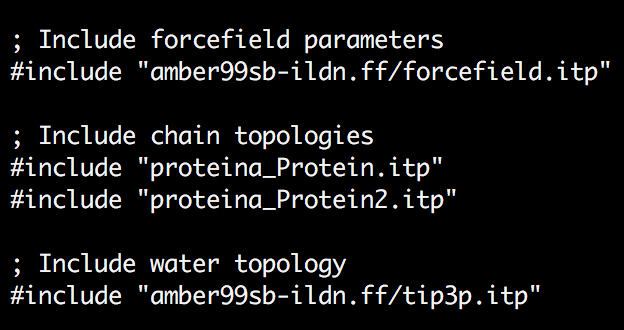 ; Include forcefield parameters
#include "amber99sb-ildn.ff/forcefield.itp"
; Include chain topologies
#include "proteina_Protein.itp"
#include "proteina_Protein2.itp"
; Include water topology
#include "amber99sb-ildn.ff/tip3p.itp"